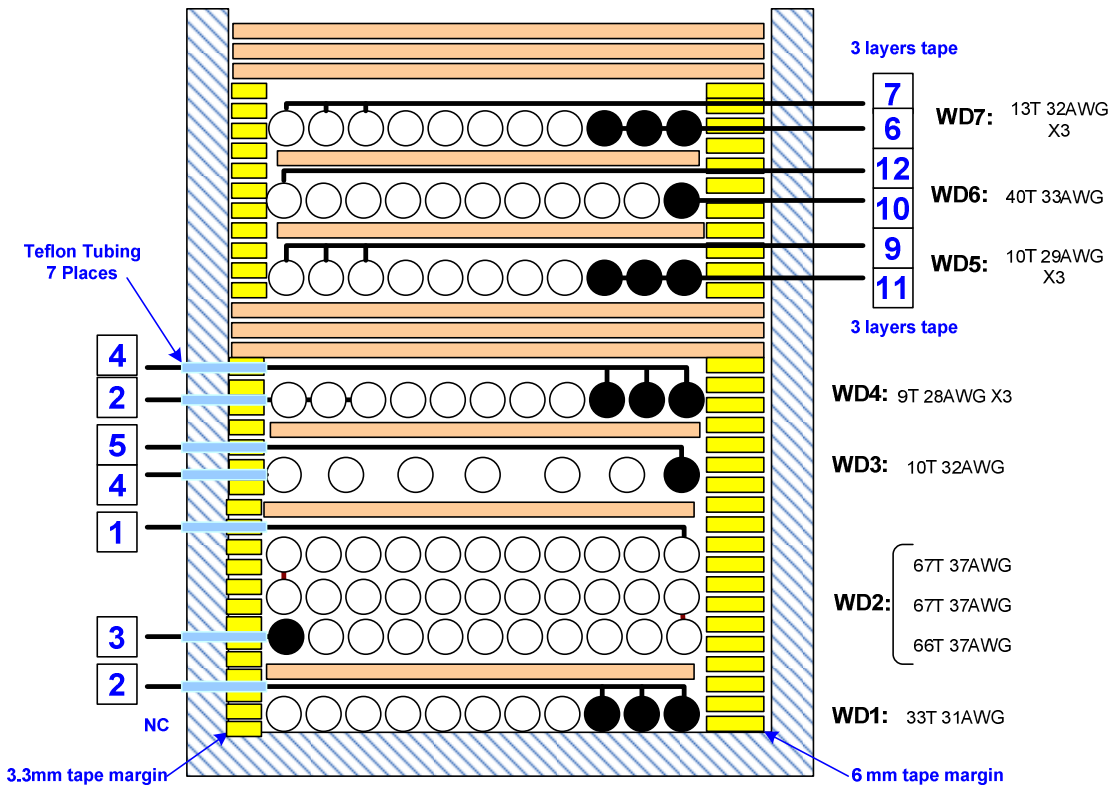 3 layers tape
7
WD7: 13T 32AWG
X3
6
12
WD6: 40T 33AWG
10
9
WD5: 10T 29AWG
X3
11
3 layers tape
Teflon Tubing
7 Places
4
2
WD4: 9T 28AWG X3
5
WD3: 10T 32AWG
4
1
67T 37AWG
WD2: 67T 37AWG
66T 37AWG
3
2
NC
WD1: 33T 31AWG
3.3mm tape margin
6 mm tape margin